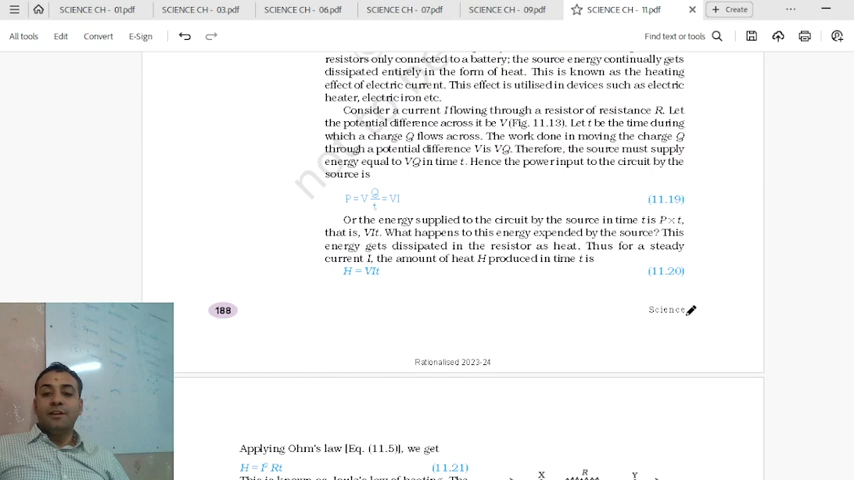 SCIENCE CH - 01.pdf
SCIENCE CH - 03.pdf
SCIENCE CH - 06.pdf
SCIENCE CH - 07.pdf
SCIENCE CH - 09.pdf
SCIENCE CH - 11.pdf
+ Create
All tools
Edit
Convert
E-Sign
Find text or tools
resistors only connected to a battery; the source energy continually gets
dissipated entirely in the form of heat. This is known as the heating
effect of electric current. This effect is utilised in devices such as electric
heater, electric iron etc.
Consider a current I flowing through a resistor of resistance R. Let
the potential difference across it be V (Fig. 11.13). Let t be the time during
which a charge Q flows across. The work done in moving the charge Q
through a potential difference V is VQ. Therefore, the source must supply
energy equal to VQ in time t. Hence the power input to the circuit by the
source is
P = V Q/t = VI (11.19)
Or the energy supplied to the circuit by the source in time t is P × t,
that is, VIt. What happens to this energy expended by the source? This
energy gets dissipated in the resistor as heat. Thus for a steady
current I, the amount of heat H produced in time t is
H = VIt (11.20)
188
Science
Rationalised 2023-24
Applying Ohm's law [Eq. (11.5)], we get
H = I² Rt (11.21)
This is known as Joule's law of heating. The
X R Y